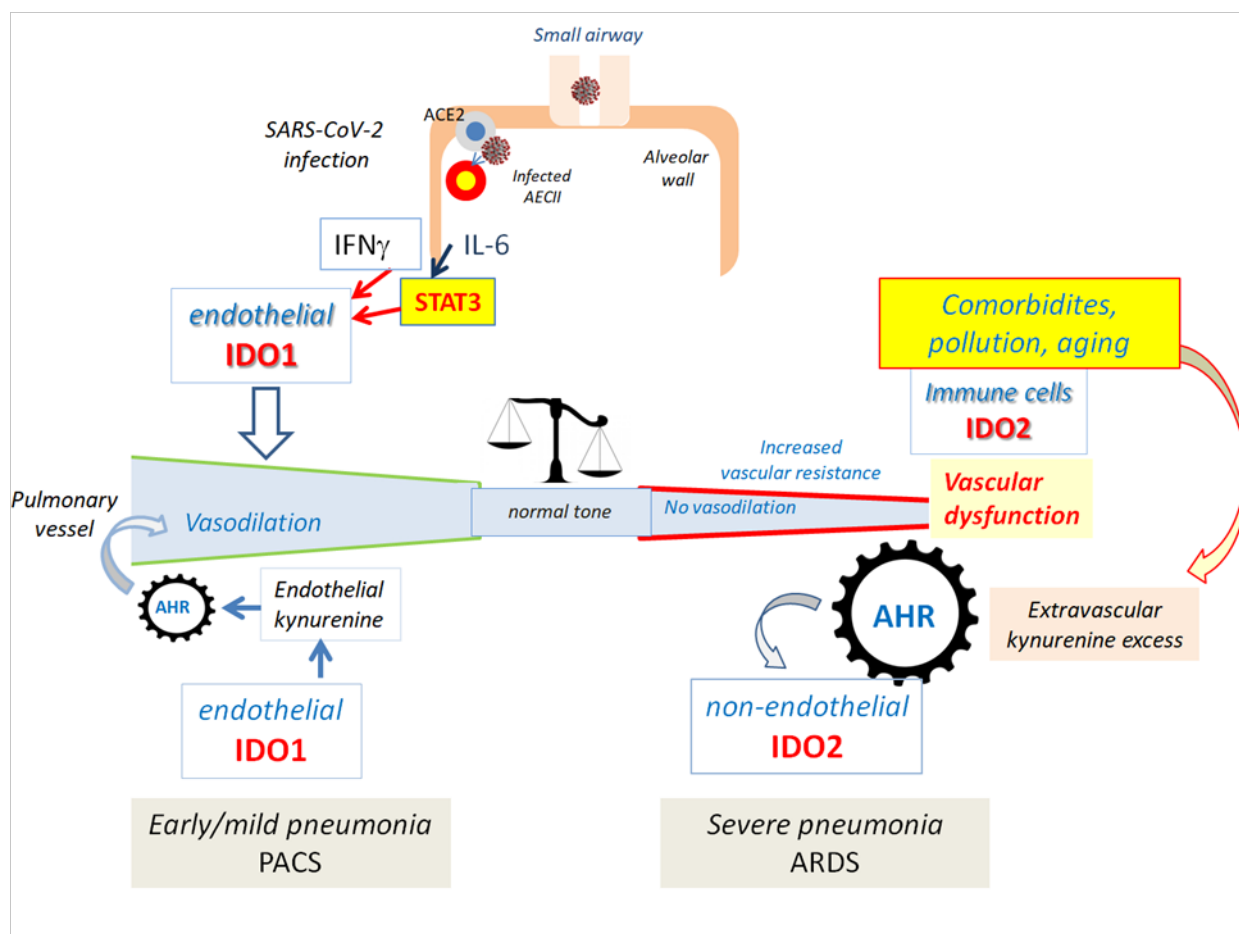 Small airway
ACE2
SARS-CoV-2
infection
Infected
AECII
Alveolar
wall
IFNγ
IL-6
STAT3
endothelial
IDO1
Comorbidites,
pollution, aging
Immune cells
IDO2
Increased
vascular resistance
Pulmonary
vessel
Vasodilation
normal tone
No vasodilation
Vascular
dysfunction
AHR
Endothelial
kynurenine
AHR
Extravascular
kynurenine excess
endothelial
IDO1
non-endothelial
IDO2
Early/mild pneumonia
PACS
Severe pneumonia
ARDS